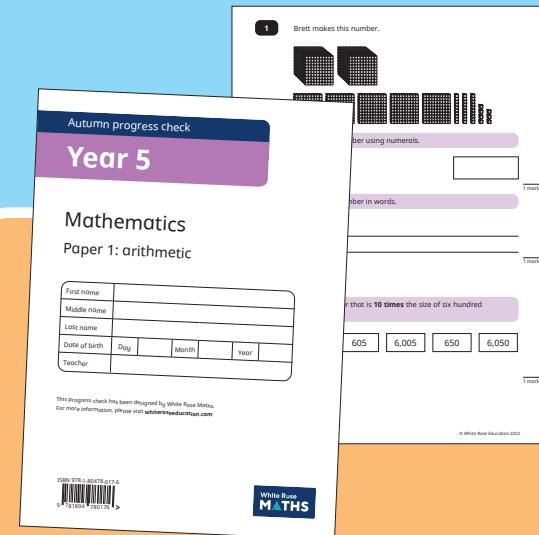 Autumn progress check
Year 5
Mathematics
Paper 1: arithmetic
First name
Middle name
Last name
Date of birth Day Month Year
Teacher
This progress check has been designed by White Rose Maths.
For more information, please visit whiteroseeducation.com
ISBN 978-1-80478-017-6
9 781804 780176 >
White Rose
MATHS
1 Brett makes this number.
ber using numerals.
1 mark
mber in words.
1 mark
r that is 10 times the size of six hundred
605 6,005 650 6,050
1 mark
© White Rose Education 2022